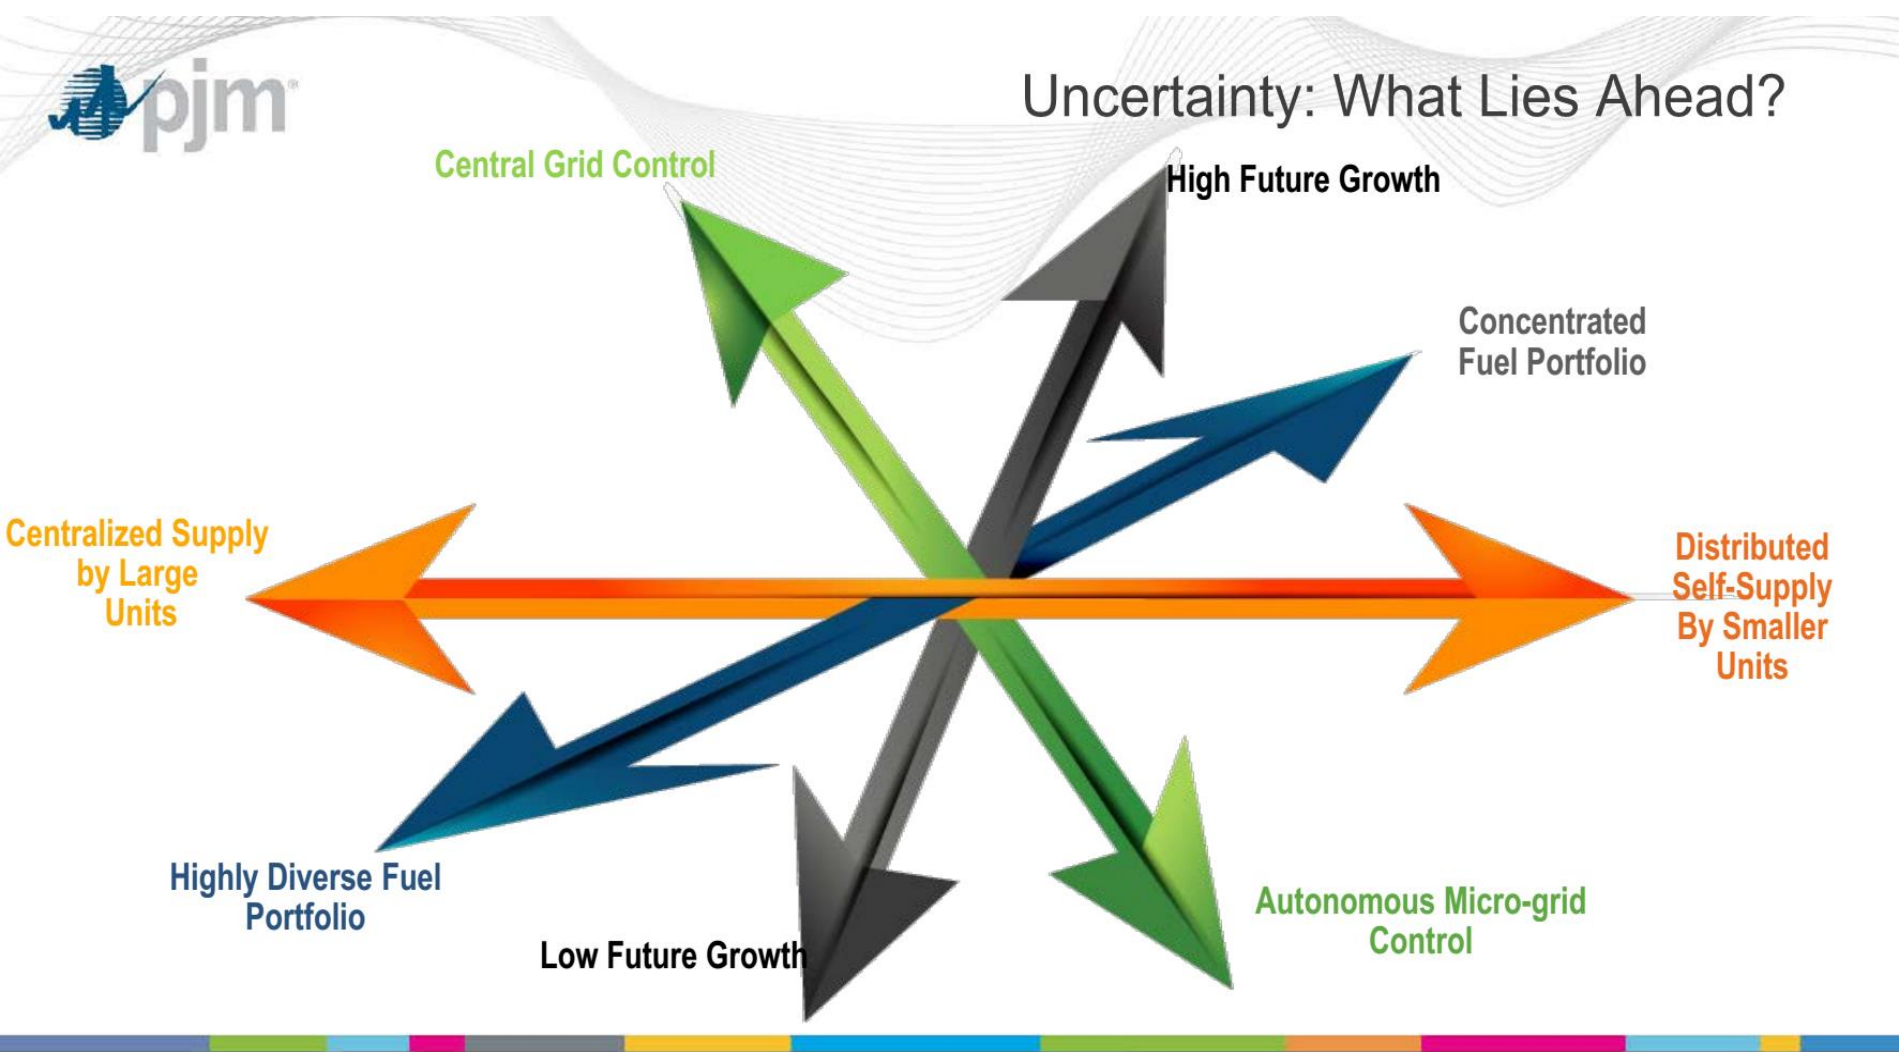 pjm®
Uncertainty: What Lies Ahead?
Central Grid Control
High Future Growth
Concentrated
Fuel Portfolio
Centralized Supply
by Large
Units
Distributed
Self-Supply
By Smaller
Units
Highly Diverse Fuel
Portfolio
Low Future Growth
Autonomous Micro-grid
Control